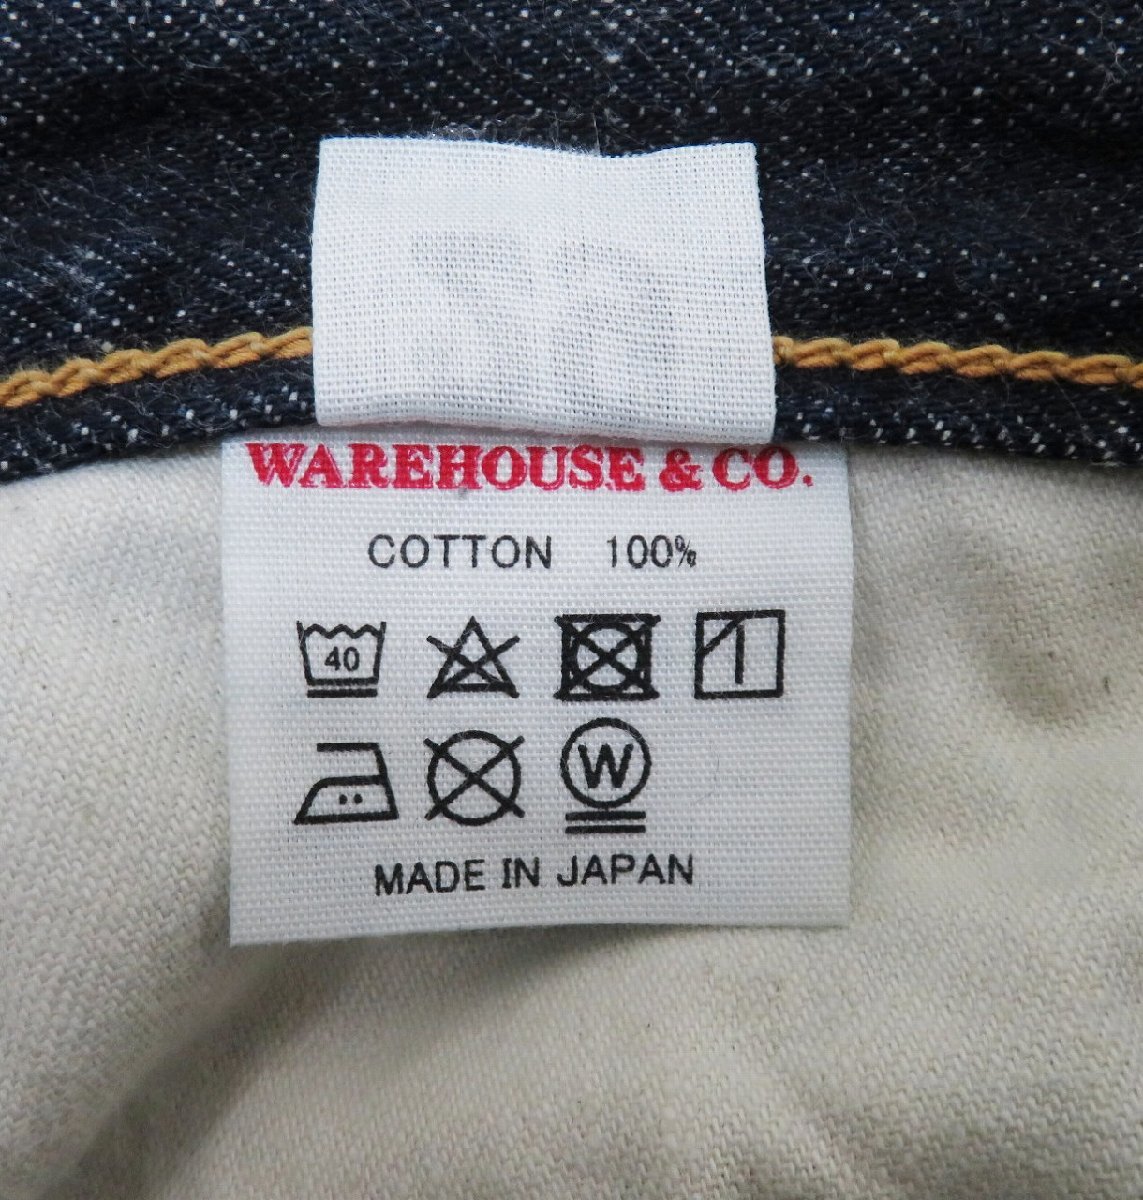 WAREHOUSE & CO.
COTTON 100%
40
W
MADE IN JAPAN